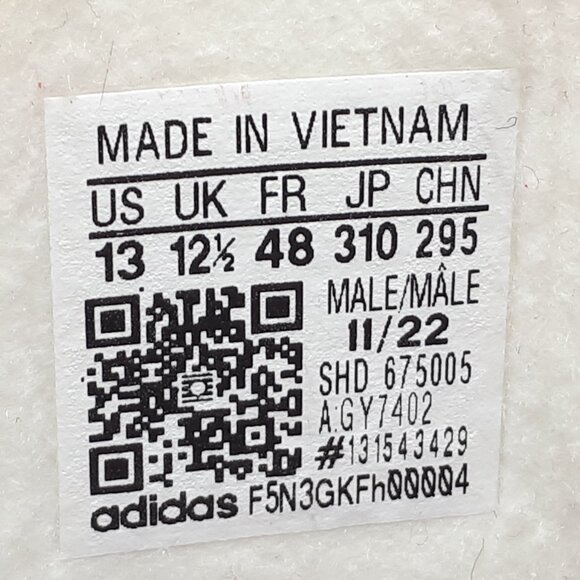 MADE IN VIETNAM
US UK FR JP CHN
13 12½ 48 310 295
MALE/MÂLE
11/22
SHD 675005
A:GY7402
#131543429
adidas F5N3GKFh00004